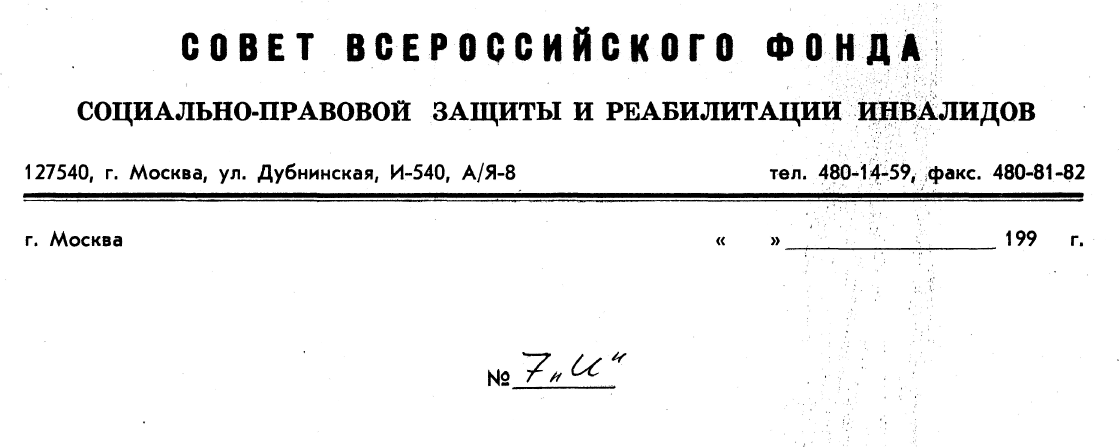 СОВЕТ ВСЕРОССИЙСКОГО ФОНДА
СОЦИАЛЬНО-ПРАВОВОЙ ЗАЩИТЫ И РЕАБИЛИТАЦИИ ИНВАЛИДОВ
127540, г. Москва, ул. Дубнинская, И-540, А/Я-8 тел. 480-14-59, факс. 480-81-82
г. Москва « »____________________ 199 г.
№ 7„И“